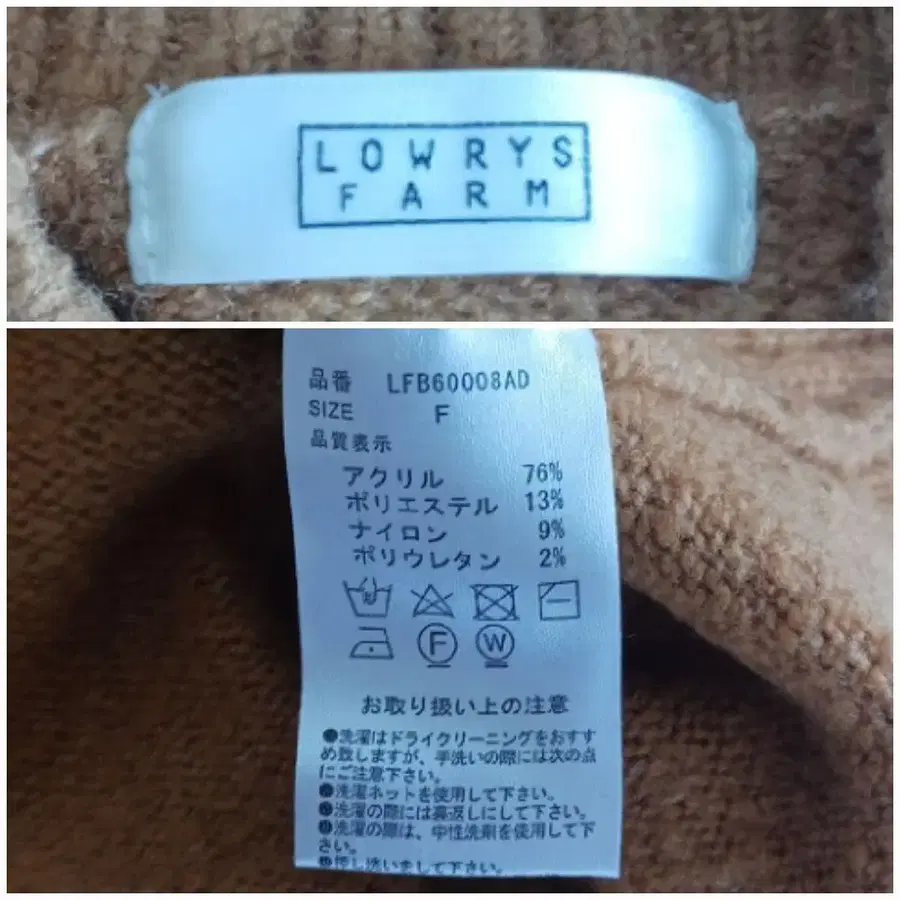 LOWRYS
FARM
品番 LFB60008AD
SIZE F
品質表示
アクリル 76%
ポリエステル 13%
ナイロン 9%
ポリウレタン 2%
F W
お取り扱い上の注意
●洗濯はドライクリーニングをおすす
め致しますが、手洗いの際には次の点
にご注意下さい。
●洗濯ネットを使用して下さい。
●洗濯の際には裏返しにして下さい。
●洗濯の際は、中性洗剤を使用して下
さい。